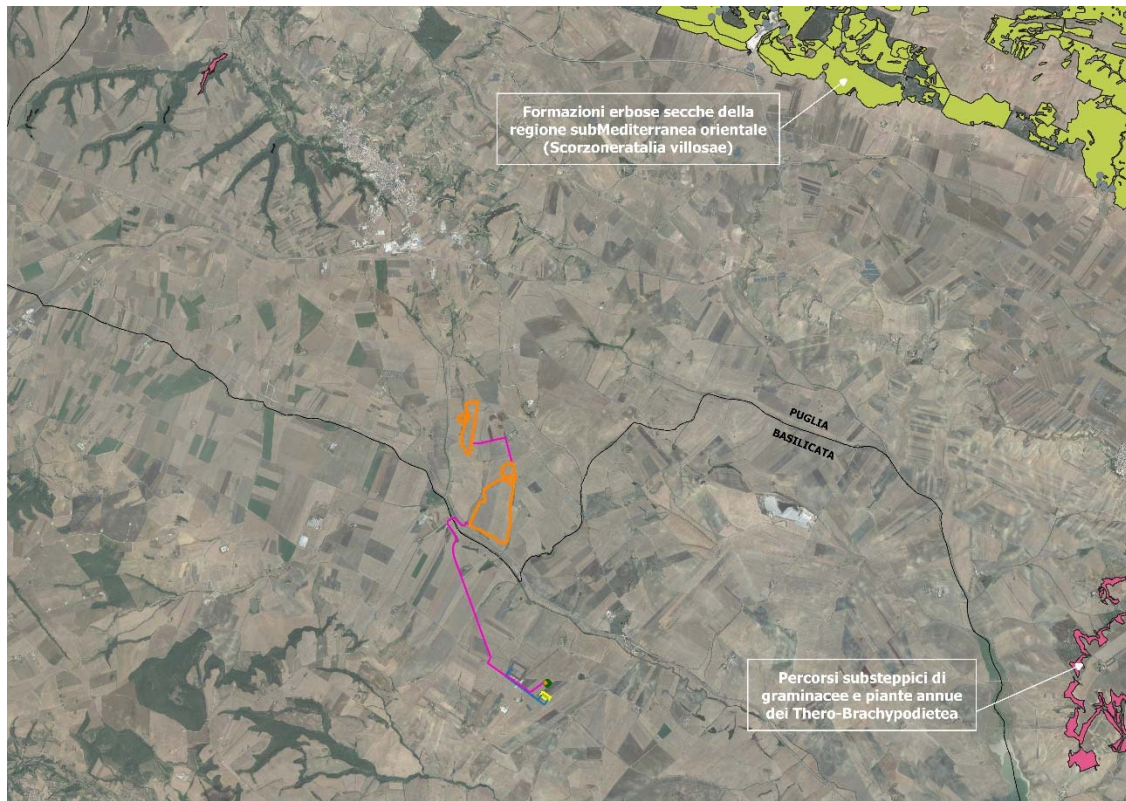 Formazioni erbose secche della
regione subMediterranea orientale
(Scorzoneratalia villosae)
PUGLIA
BASILICATA
Percorsi substeppici di
graminacee e piante annue
dei Thero-Brachypodietea